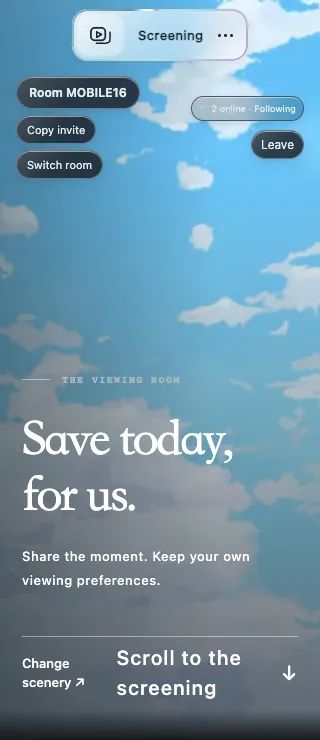 Screening
Room MOBILE16
2 online · Following
Copy invite
Leave
Switch room
THE VIEWING ROOM
Save today,
for us.
Share the moment. Keep your own
viewing preferences.
Change
scenery ↗
Scroll to the
screening ↓